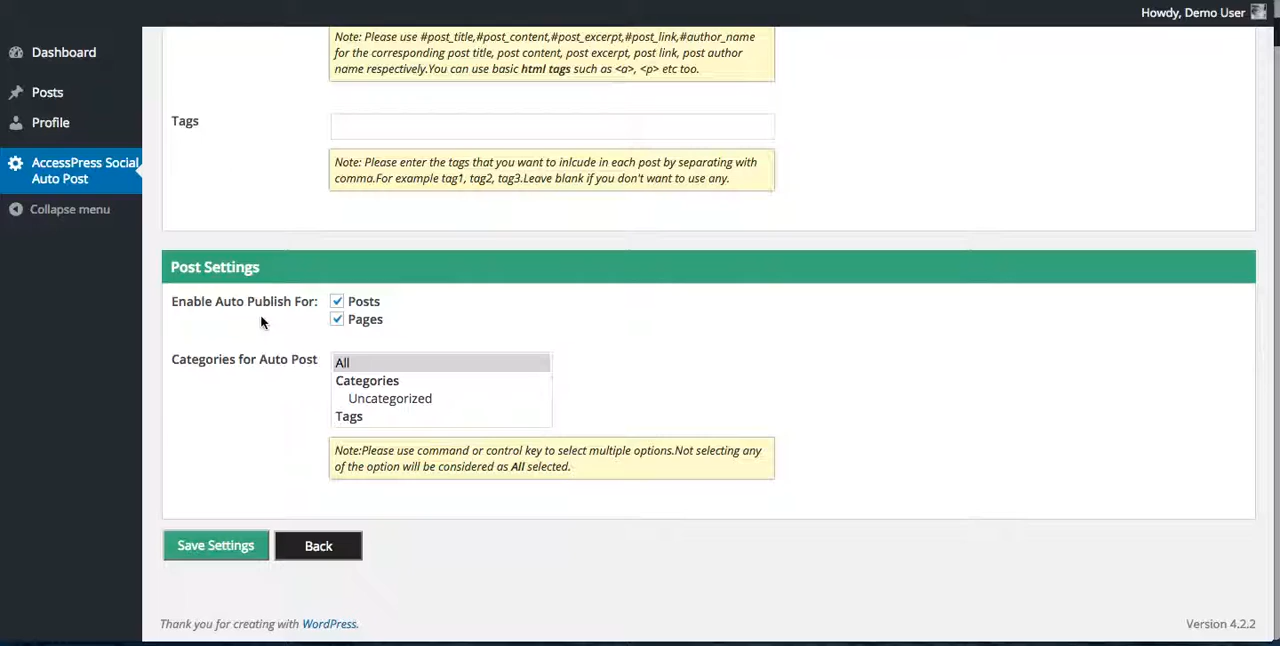 Howdy, Demo User
Dashboard
Posts
Profile
AccessPress Social
Auto Post
Collapse menu
Note: Please use #post_title,#post_content,#post_excerpt,#post_link,#author_name
for the corresponding post title, post content, post excerpt, post link, post author
name respectively.You can use basic html tags such as <a>, <p> etc too.
Tags
Note: Please enter the tags that you want to inlcude in each post by separating with
comma.For example tag1, tag2, tag3.Leave blank if you don't want to use any.
Post Settings
Enable Auto Publish For:
Posts
Pages
Categories for Auto Post
All
Categories
Uncategorized
Tags
Note:Please use command or control key to select multiple options.Not selecting any
of the option will be considered as All selected.
Save Settings
Back
Thank you for creating with WordPress.
Version 4.2.2